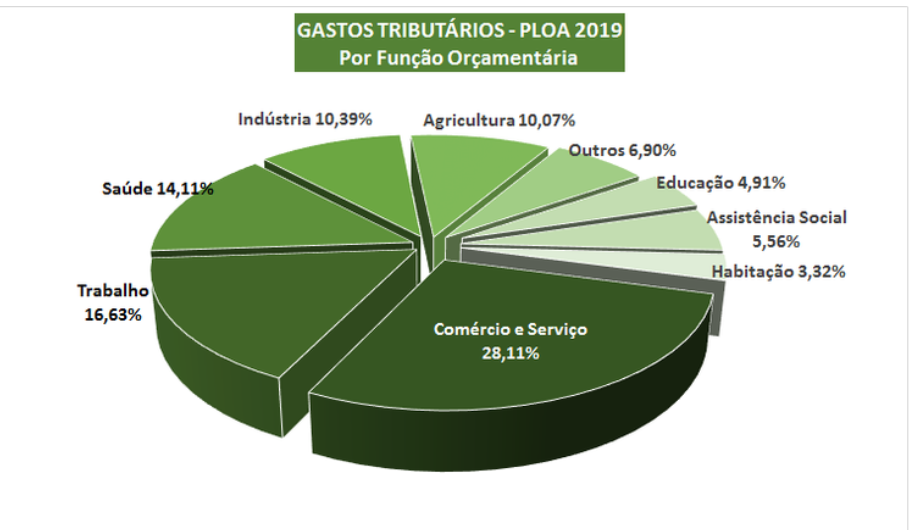 GASTOS TRIBUTÁRIOS - PLOA 2019
Por Função Orçamentária
Indústria 10,39%
Agricultura 10,07%
Outros 6,90%
Educação 4,91%
Saúde 14,11%
Assistência Social
5,56%
Habitação 3,32%
Trabalho
16,63%
Comércio e Serviço
28,11%